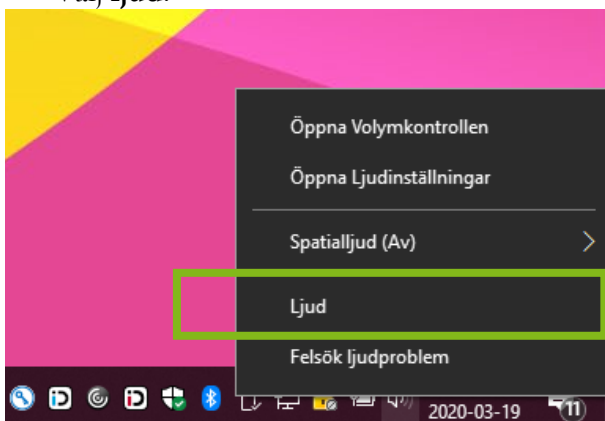 Öppna Volymkontrollen
Öppna Ljudinställningar
Spatialljud (Av)
Ljud
Felsök ljudproblem
2020-03-19
11